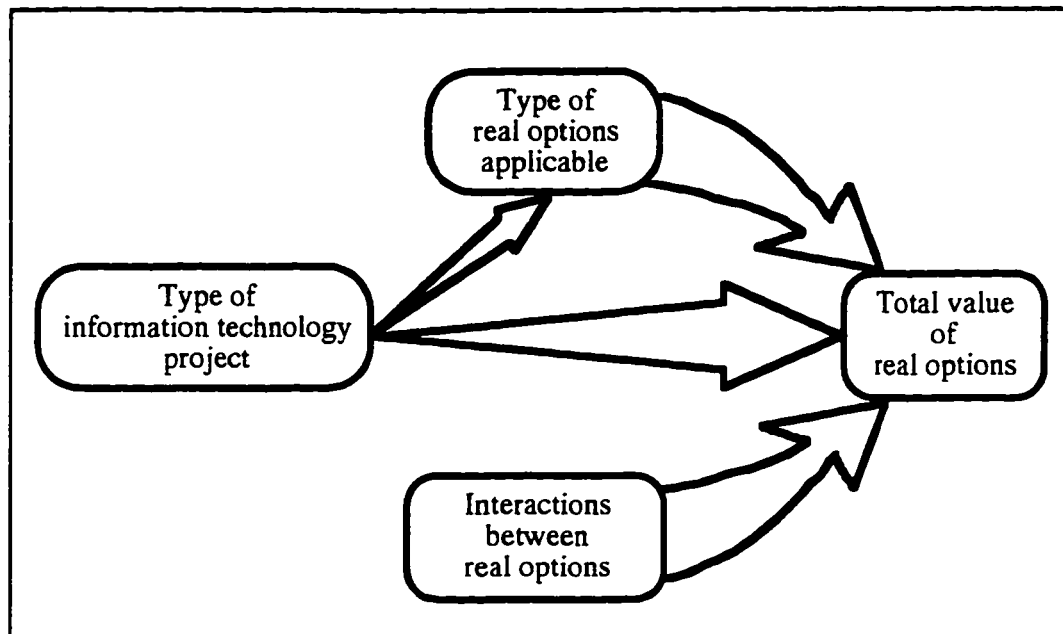 Type of
real options
applicable
Type of
information technology
project
Total value
of
real options
Interactions
between
real options